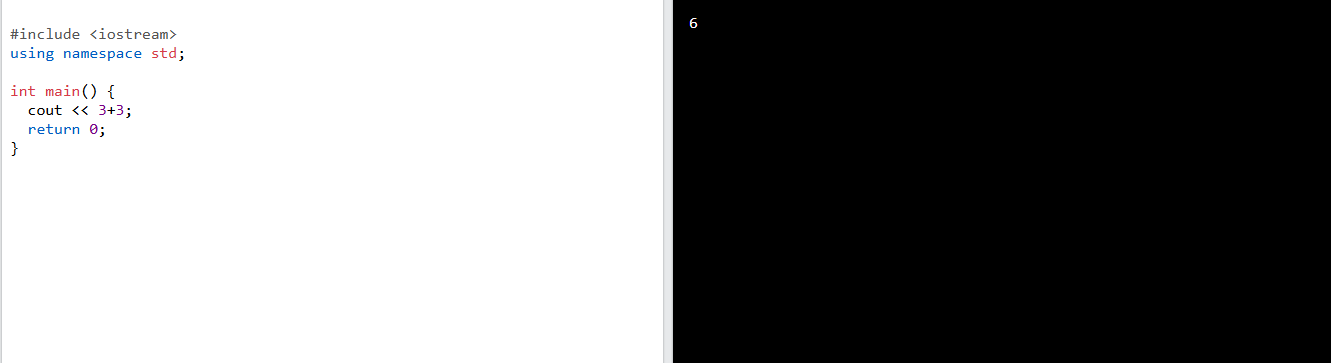 #include <iostream>
using namespace std;
int main() {
  cout << 3+3;
  return 0;
}
6